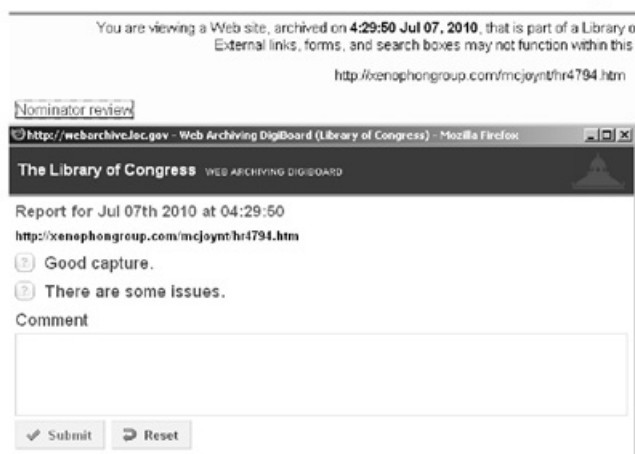 You are viewing a Web site, archived on 4:29:50 Jul 07, 2010, that is part of a Library o
External links, forms, and search boxes may not function within this
http://xenophongroup.com/mcjoynt/hr4794.htm
Nominator review
http://webarchive.loc.gov - Web Archiving DigiBoard (Library of Congress) - Mozilla Firefox
The Library of Congress WEB ARCHIVING DIGIBOARD
Report for Jul 07th 2010 at 04:29:50
http://xenophongroup.com/mcjoynt/hr4794.htm
? Good capture.
? There are some issues.
Comment
Submit Reset